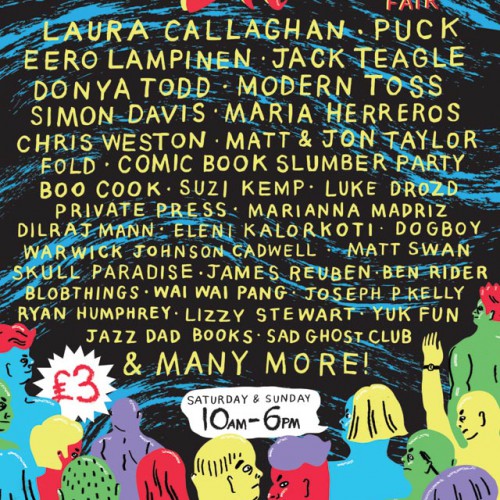 FAIR
LAURA CALLAGHAN · PUCK
EERO LAMPINEN · JACK TEAGLE
DONYA TODD · MODERN TOSS
SIMON DAVIS · MARIA HERREROS
CHRIS WESTON · MATT & JON TAYLOR
FOLD · COMIC BOOK SLUMBER PARTY
BOO COOK · SUZI KEMP · LUKE DROZD
PRIVATE PRESS · MARIANNA MADRIZ
DILRAJ MANN · ELENI KALORKOTI · DOGBOY
WARWICK JOHNSON CADWELL · MATT SWAN
SKULL PARADISE · JAMES REUBEN · BEN RIDER
BLOBTHINGS · WAI WAI PANG · JOSEPH P KELLY
RYAN HUMPHREY · LIZZY STEWART · YUK FUN
JAZZ DAD BOOKS · SAD GHOST CLUB
& MANY MORE!
£3
SATURDAY & SUNDAY
10AM-6PM